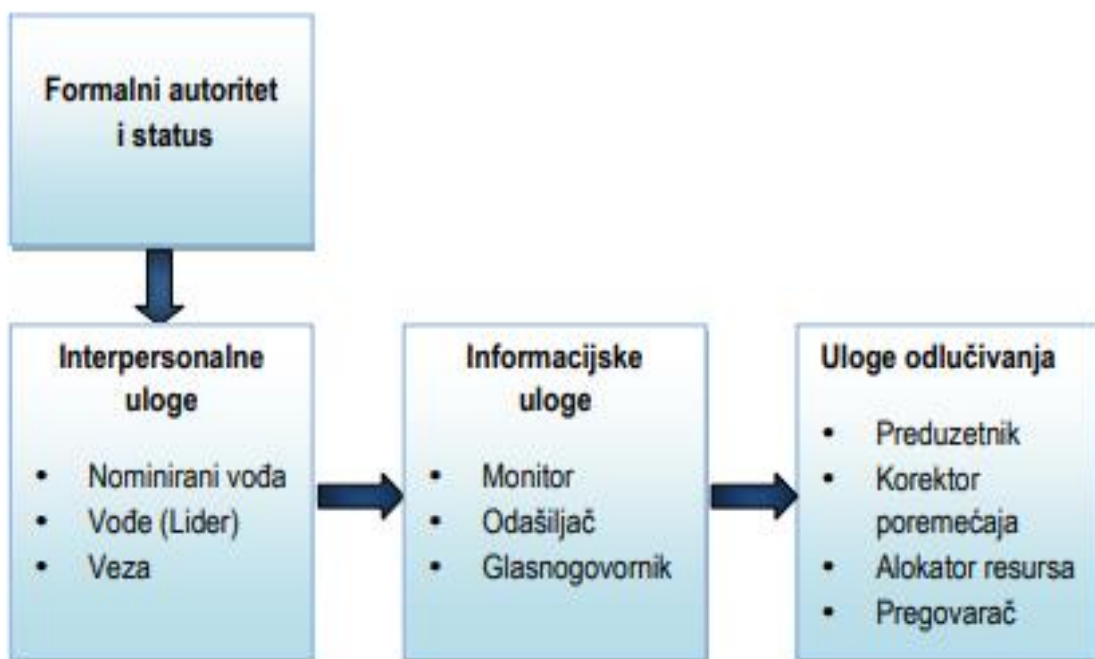 Formalni autoritet
i status
Interpersonalne
uloge
• Nominirani vođa
• Vođe (Lider)
• Veza
Informacijske
uloge
• Monitor
• Odašiljač
• Glasnogovornik
Uloge odlučivanja
• Preduzetnik
• Korektor
poremećaja
• Alokator resursa
• Pregovarač